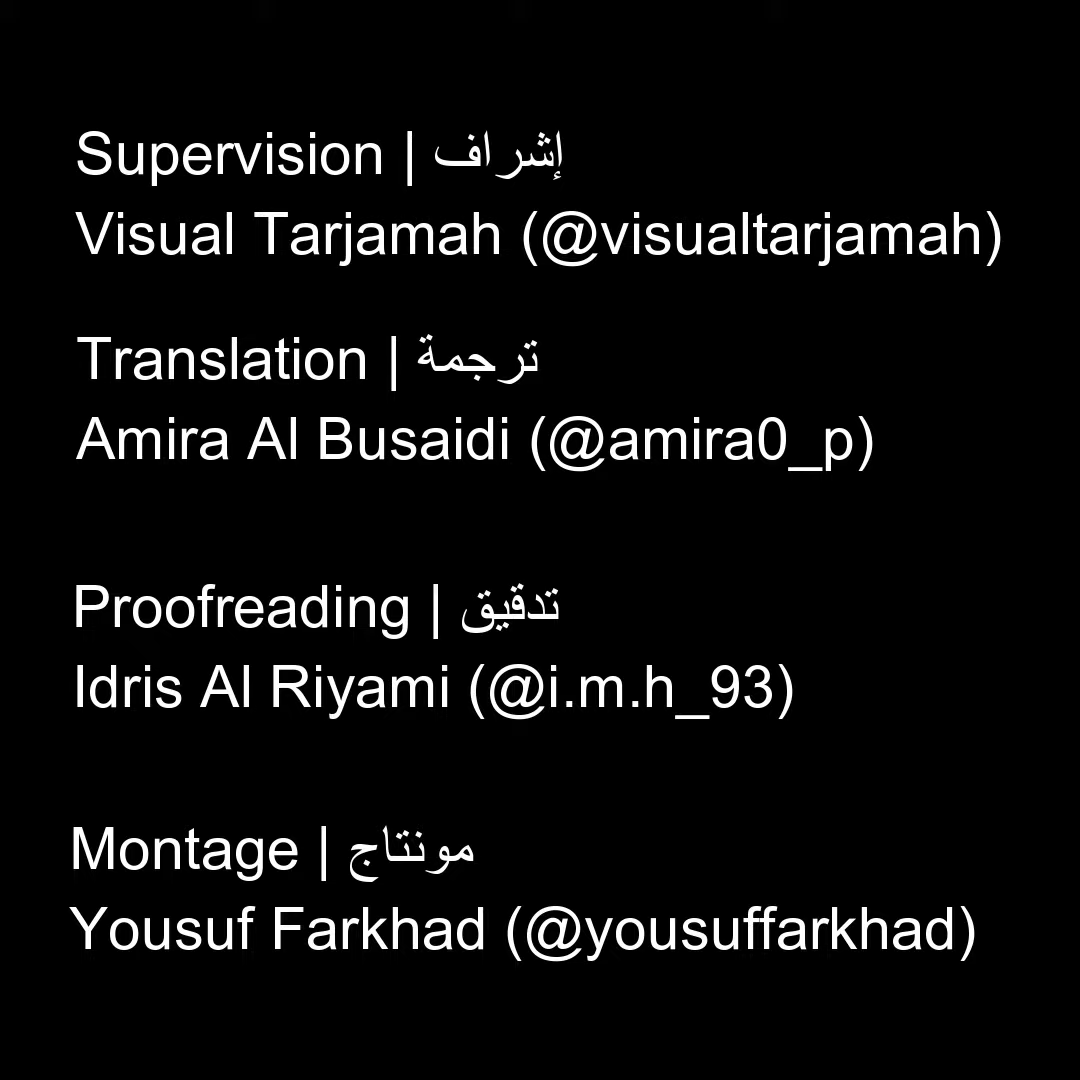 Supervision | إشراف
Visual Tarjamah (@visualtarjamah)
Translation | ترجمة
Amira Al Busaidi (@amira0_p)
Proofreading | تدقيق
Idris Al Riyami (@i.m.h_93)
Montage | مونتاج
Yousuf Farkhad (@yousuffarkhad)